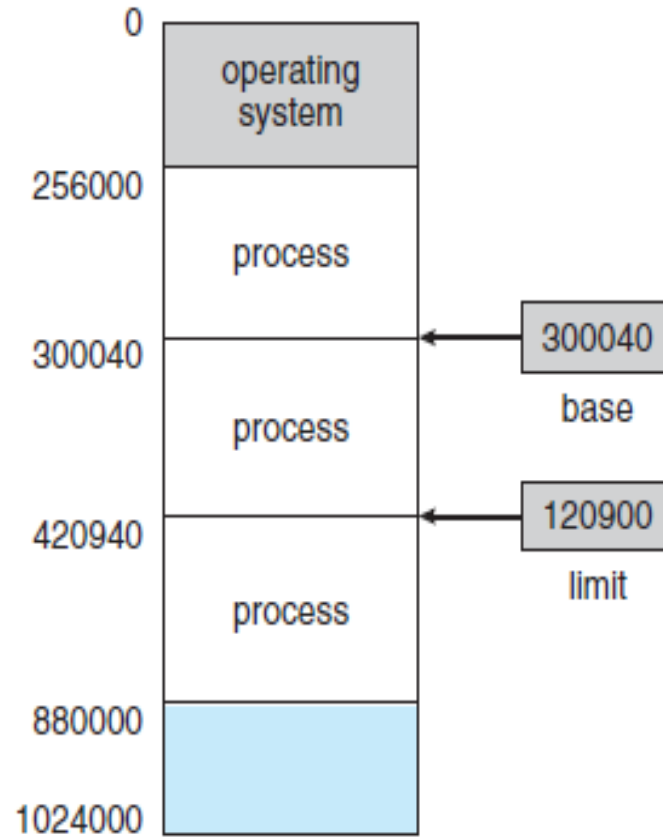 0
operating
system
256000
process
300040
300040
base
process
420940
120900
limit
process
880000
1024000